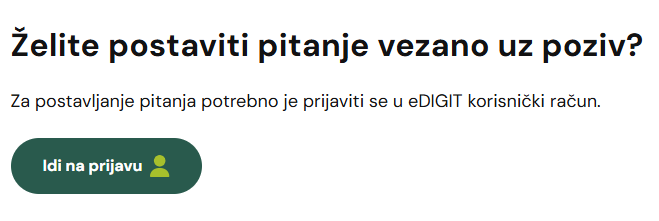 Želite postaviti pitanje vezano uz poziv?
Za postavljanje pitanja potrebno je prijaviti se u eDIGIT korisnički račun.
Idi na prijavu